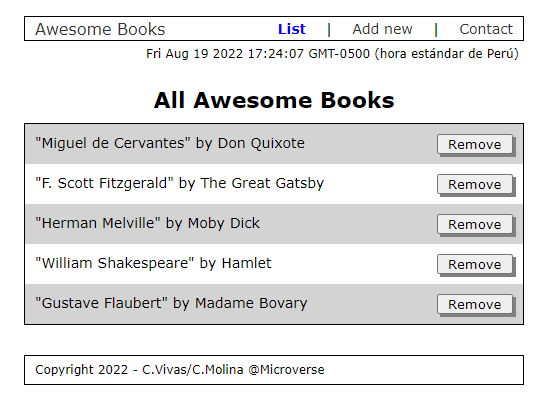 Awesome Books List | Add new | Contact
Fri Aug 19 2022 17:24:07 GMT-0500 (hora estándar de Perú)
All Awesome Books
"Miguel de Cervantes" by Don Quixote Remove
"F. Scott Fitzgerald" by The Great Gatsby Remove
"Herman Melville" by Moby Dick Remove
"William Shakespeare" by Hamlet Remove
"Gustave Flaubert" by Madame Bovary Remove
Copyright 2022 - C.Vivas/C.Molina @Microverse